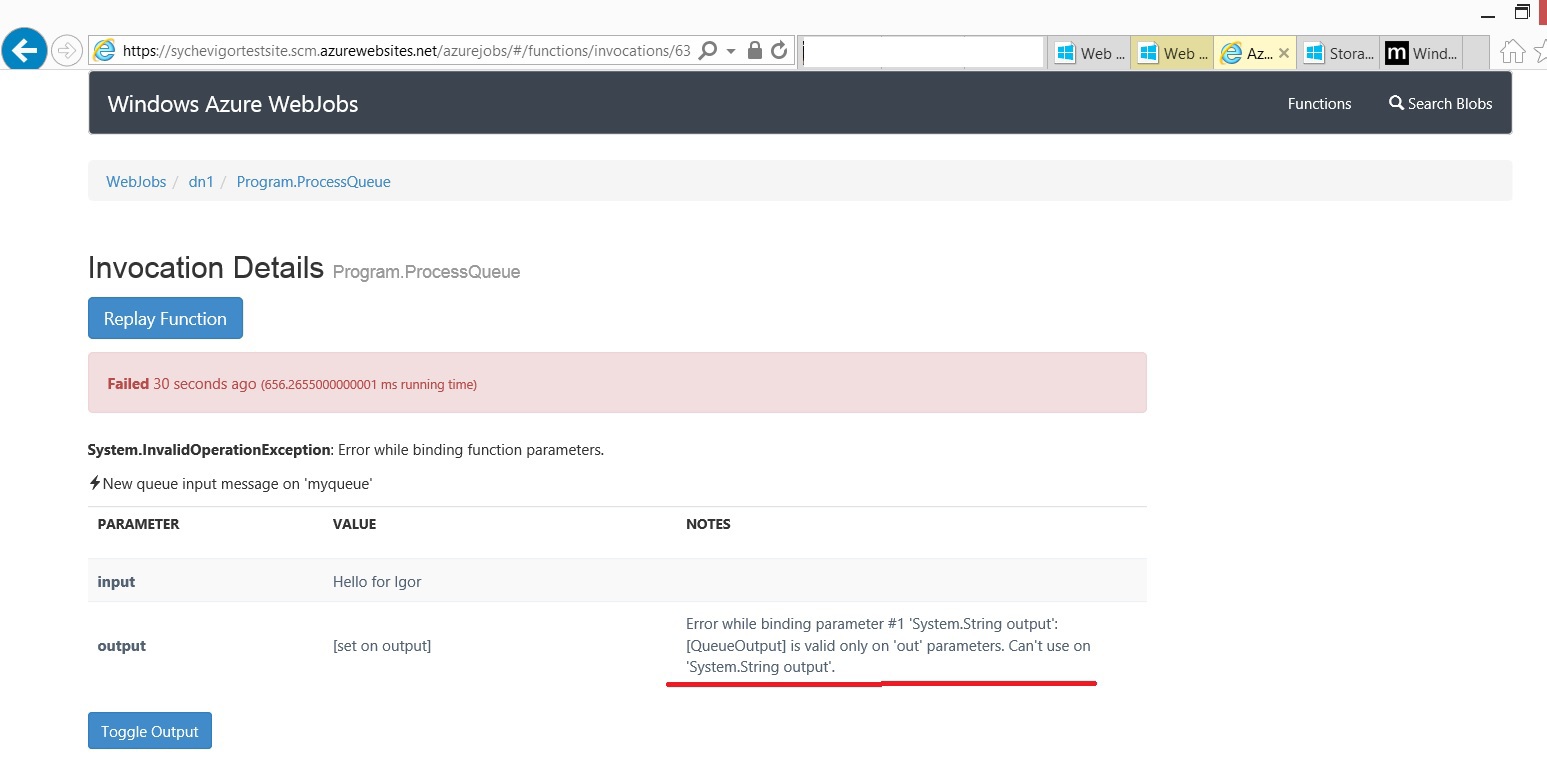 https://sychevigortestsite.scm.azurewebsites.net/azurejobs/#/functions/invocations/63
Web ...
Web ...
Az...
Stora...
m Wind...
Windows Azure WebJobs
Functions
Search Blobs
WebJobs / dn1 / Program.ProcessQueue
Invocation Details Program.ProcessQueue
Replay Function
Failed 30 seconds ago (656.2655000000001 ms running time)
System.InvalidOperationException: Error while binding function parameters.
New queue input message on 'myqueue'
PARAMETER VALUE NOTES
input Hello for Igor
Error while binding parameter #1 'System.String output':
output [set on output] [QueueOutput] is valid only on 'out' parameters. Can't use on
'System.String output'.
Toggle Output